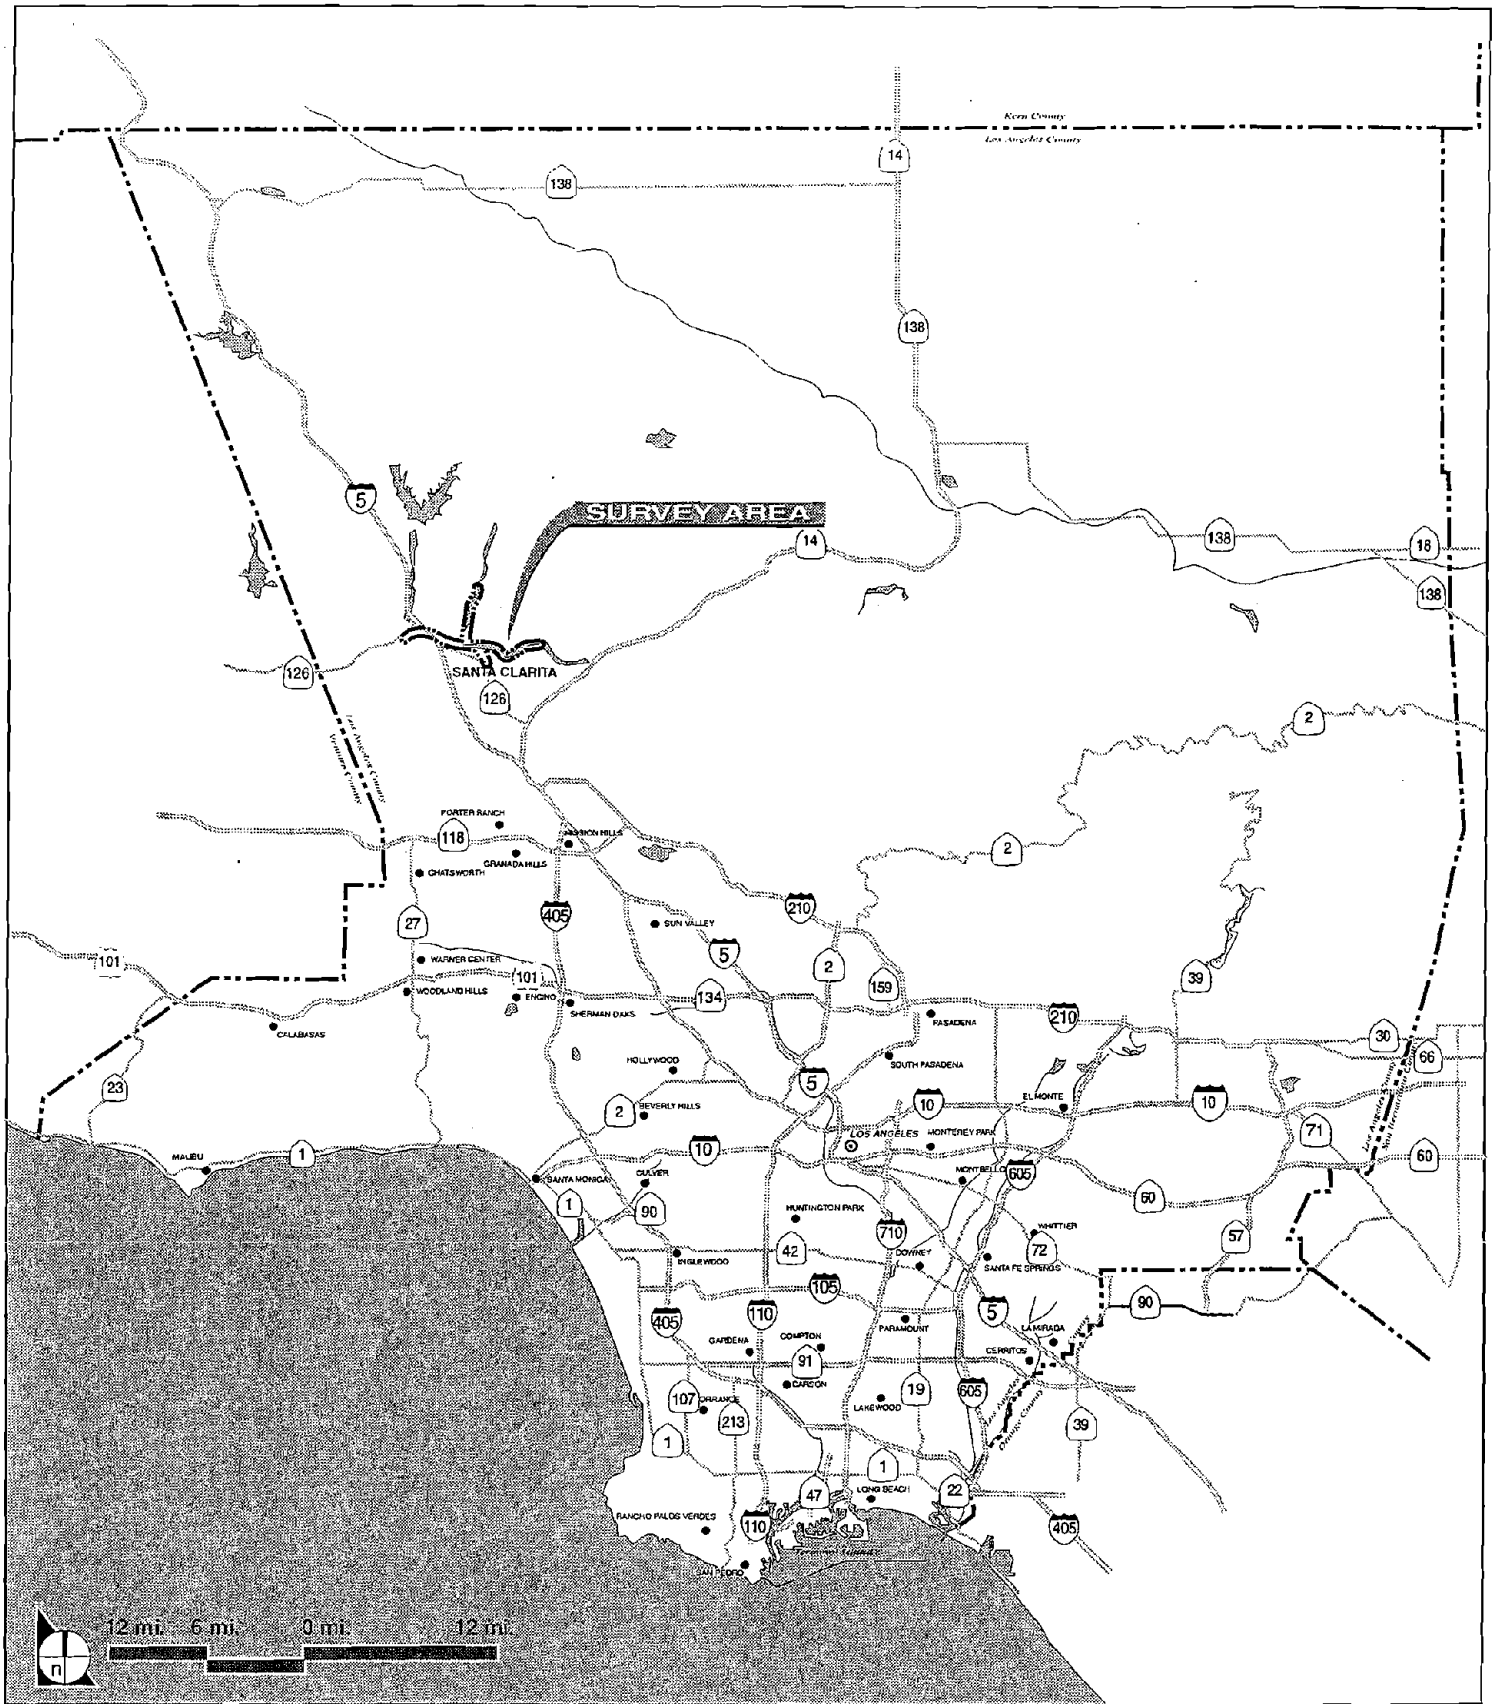 Kern County
Los Angeles County
14
138
138
5
SURVEY AREA
14
138
18
138
126
SANTA CLARITA
126
2
PORTER RANCH
118
MISSION HILLS
GRANADA HILLS
2
CHATSWORTH
210
405
27
SUN VALLEY
5
101
WARNER CENTER
101
2
39
159
WOODLAND HILLS
ENCINO
134
SHERMAN OAKS
PASADENA
210
CALABASAS
30
66
HOLLYWOOD
SOUTH PASADENA
23
5
2
BEVERLY HILLS
10
EL MONTE
10
LOS ANGELES
MONTEREY PARK
71
1
10
60
MALIBU
SANTA MONICA
CULVER
MONTBELLO
605
1
90
60
HUNTINGTON PARK
710
WHITTIER
57
42
72
INGLEWOOD
DOWNEY
SANTA FE SPRINGS
105
90
405
110
5
PARAMOUNT
LA MIRADA
GARDENA
COMPTON
CERRITOS
91
CARSON
107
ORRANCE
19
605
LAKEWOOD
213
39
Los Angeles County
Orange County
1
1
47
LONG BEACH
22
RANCHO PALOS VERDES
110
405
SAN PEDRO
12 mi. 6 mi. 0 mi. 12 mi.
n